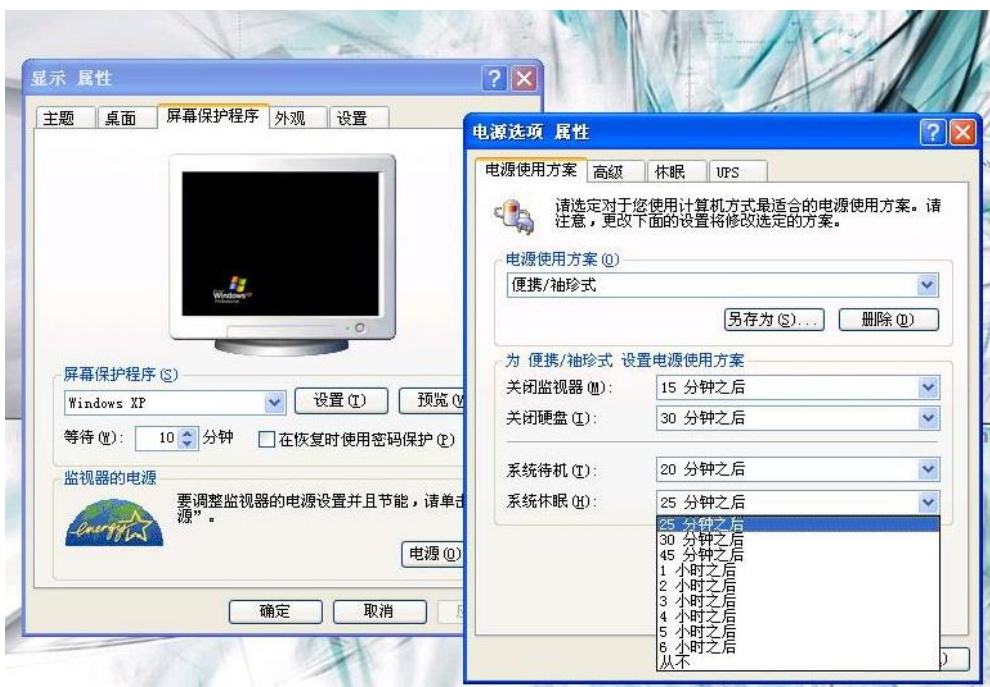 显示 属性
主题
桌面
屏幕保护程序
外观
设置
Windows
屏幕保护程序(S)
Windows XP
设置(T)
预览(V
等待(W):
10
分钟
在恢复时使用密码保护(P)
监视器的电源
energy
要调整监视器的电源设置并且节能，请单击
源”。
电源(O)
确定
取消
电源选项 属性
电源使用方案
高级
休眠
UPS
请选定对于您使用计算机方式最适合的电源使用方案。请
注意，更改下面的设置将修改选定的方案。
电源使用方案(O)
便携/袖珍式
另存为(S)...
删除(D)
为 便携/袖珍式 设置电源使用方案
关闭监视器(M):
15 分钟之后
关闭硬盘(I):
30 分钟之后
系统待机(T):
20 分钟之后
系统休眠(H):
25 分钟之后
25 分钟之后
30 分钟之后
45 分钟之后
1 小时之后
2 小时之后
3 小时之后
4 小时之后
5 小时之后
6 小时之后
从不